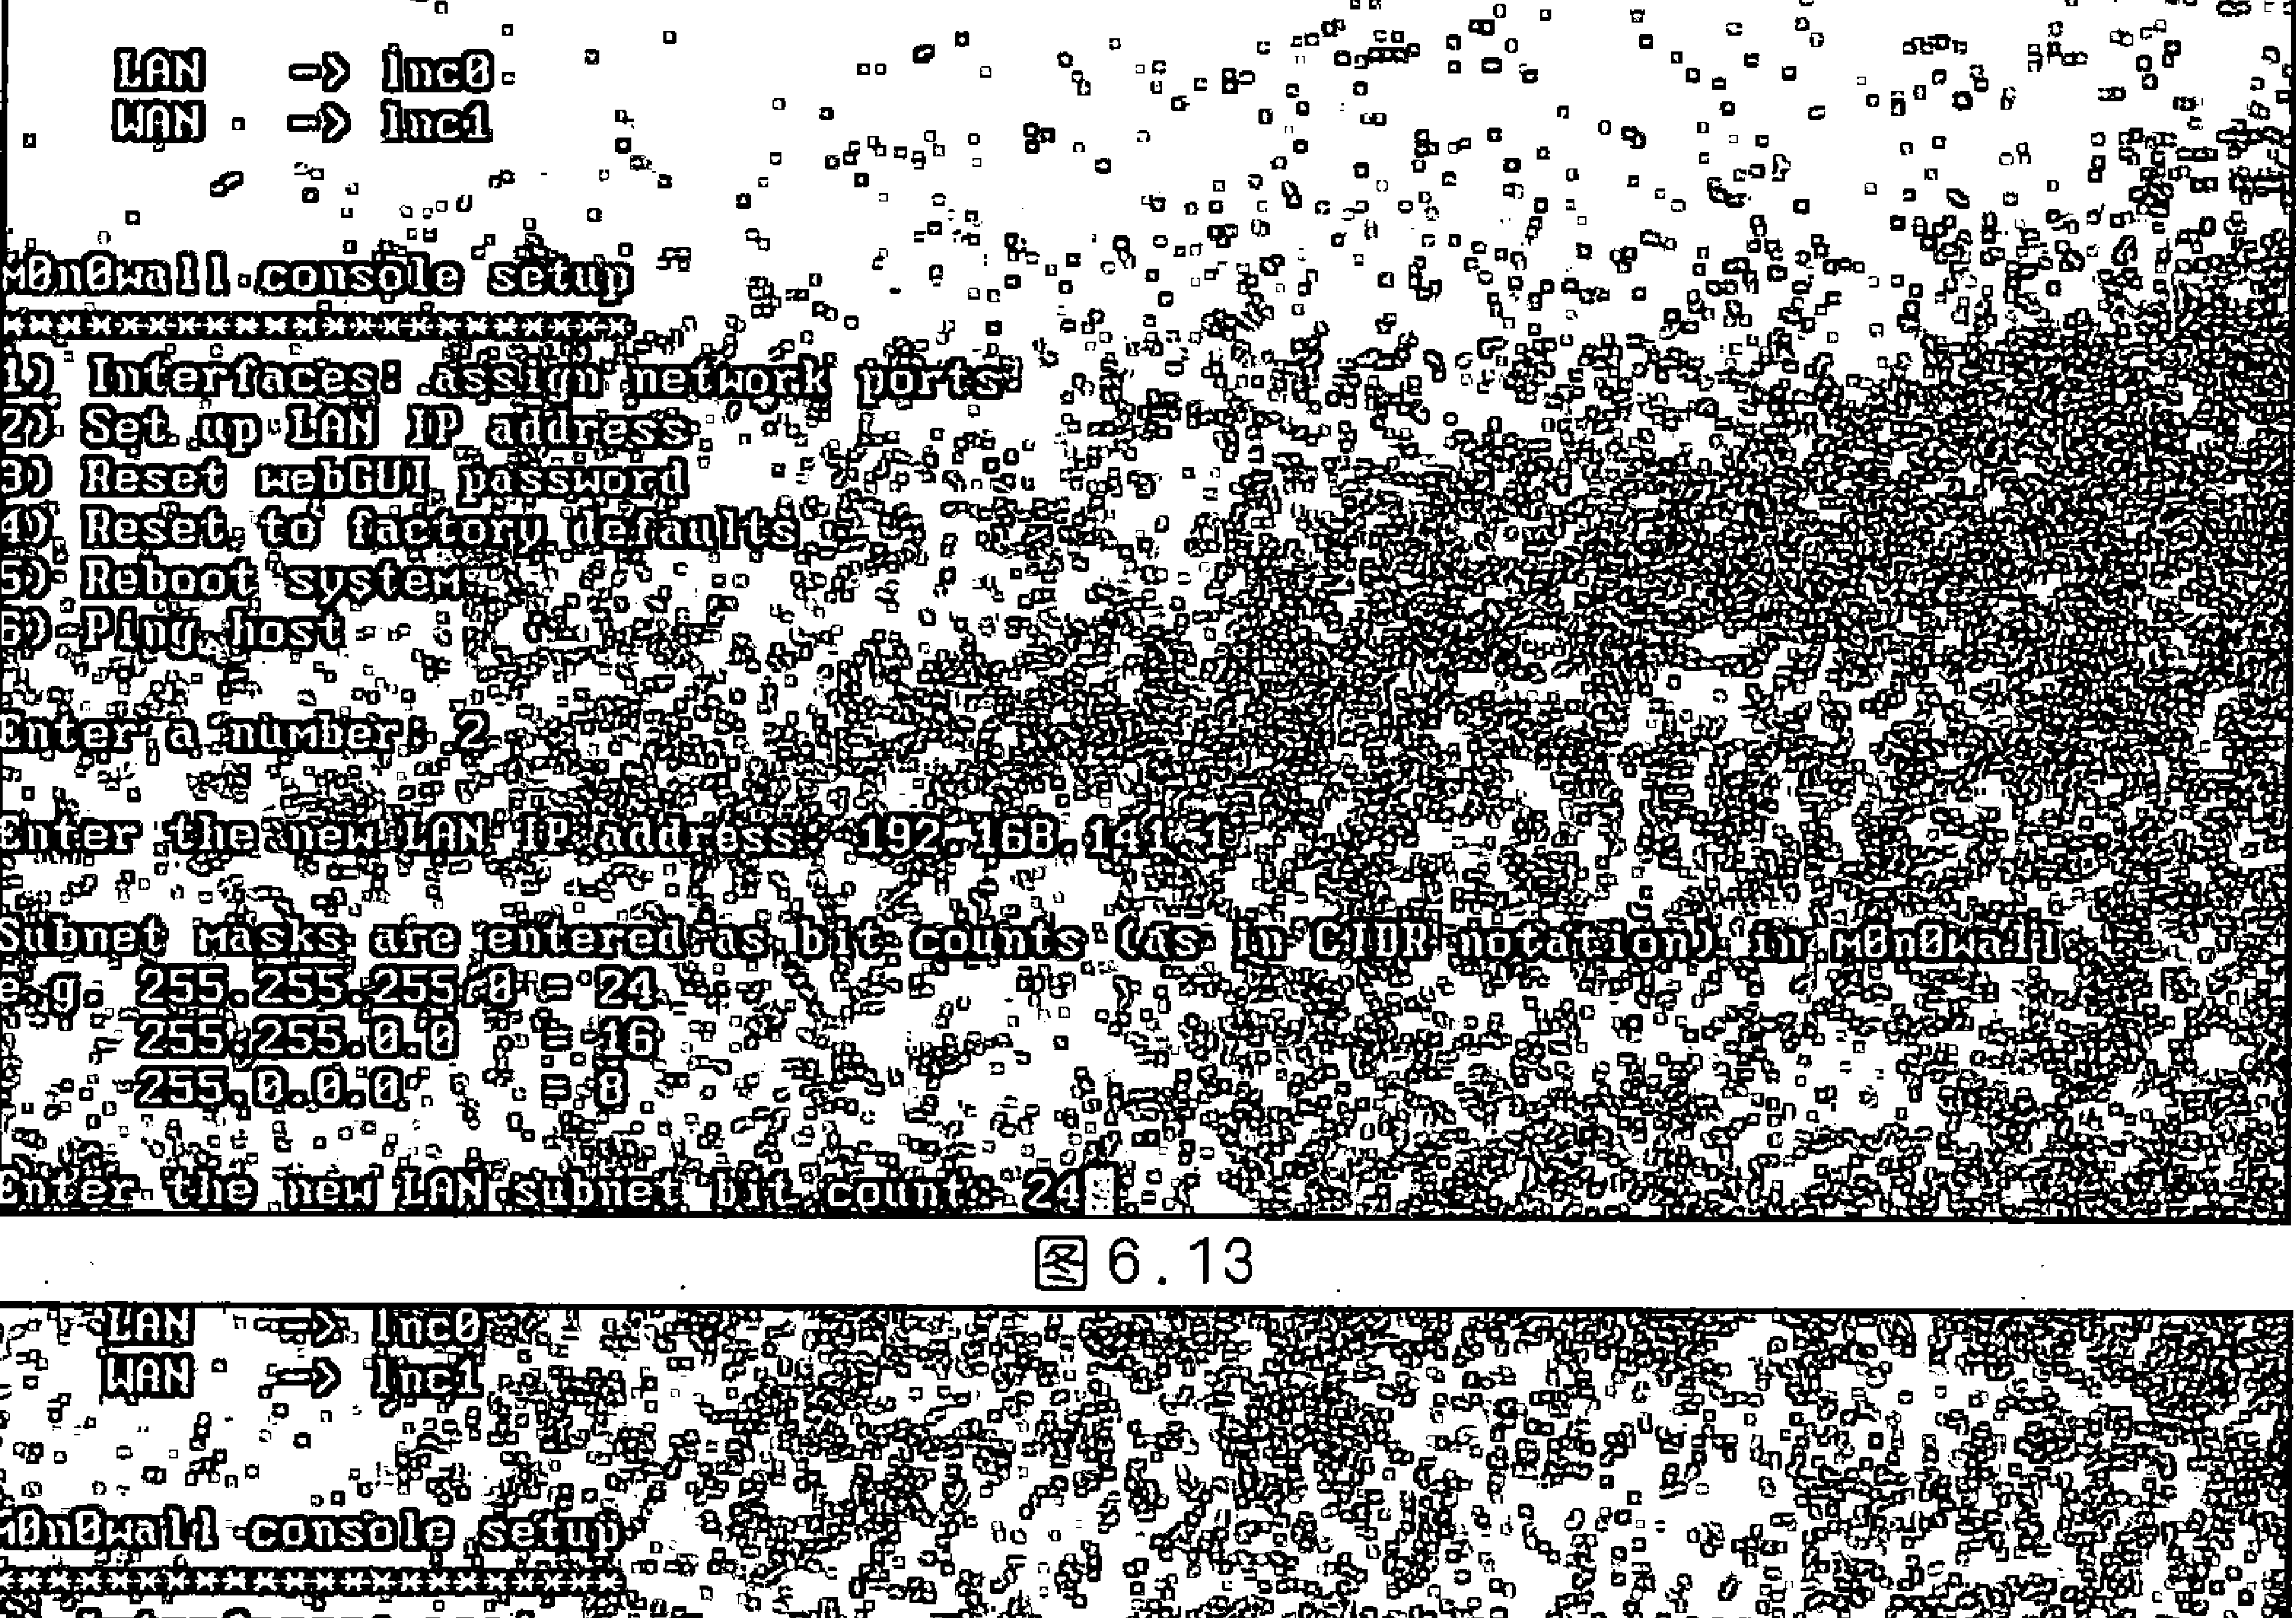 LAN -> lnc0
WAN -> lnc1
m0n0wall console setup
**********************
1) Interfaces: assign network ports
2) Set up LAN IP address
3) Reset webGUI password
4) Reset to factory defaults
5) Reboot system
6) Ping host
Enter a number: 2
Enter the new LAN IP address: 192.168.141.1
Subnet masks are entered as bit counts (as in CIDR notation) in m0n0wall.
e.g. 255.255.255.0 = 24
255.255.0.0 = 16
255.0.0.0 = 8
Enter the new LAN subnet bit count: 24
图6.13
LAN -> lnc0
WAN -> lnc1
m0n0wall console setup
**********************